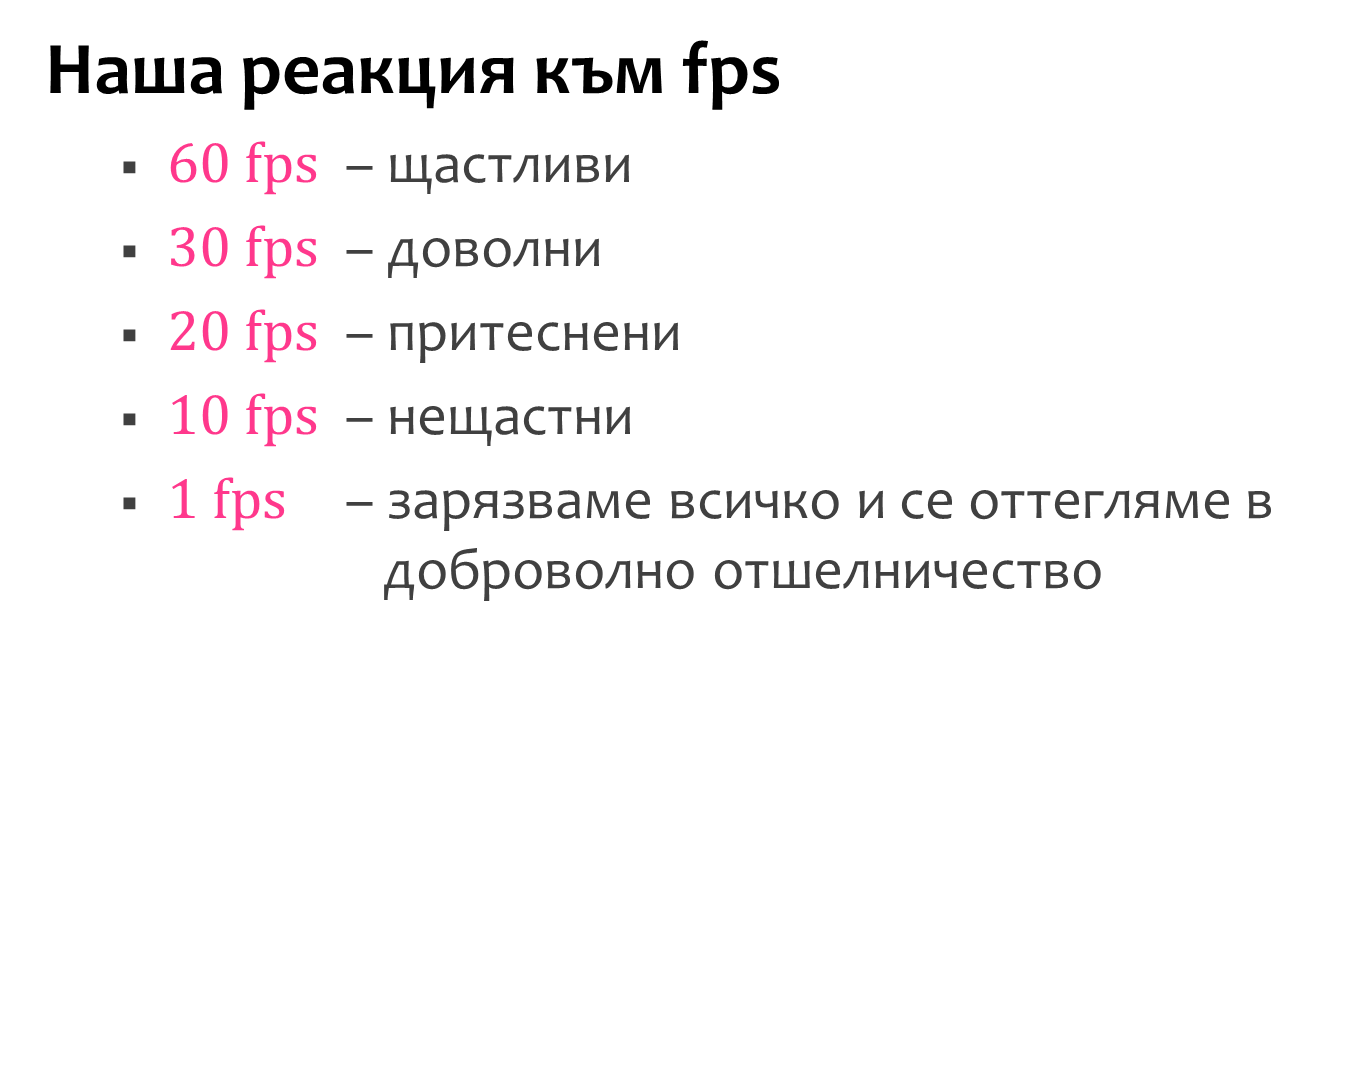 Наша реакция към fps
▪ 60 fps – щастливи
▪ 30 fps – доволни
▪ 20 fps – притеснени
▪ 10 fps – нещастни
▪ 1 fps – зарязваме всичко и се оттегляме в
доброволно отшелничество